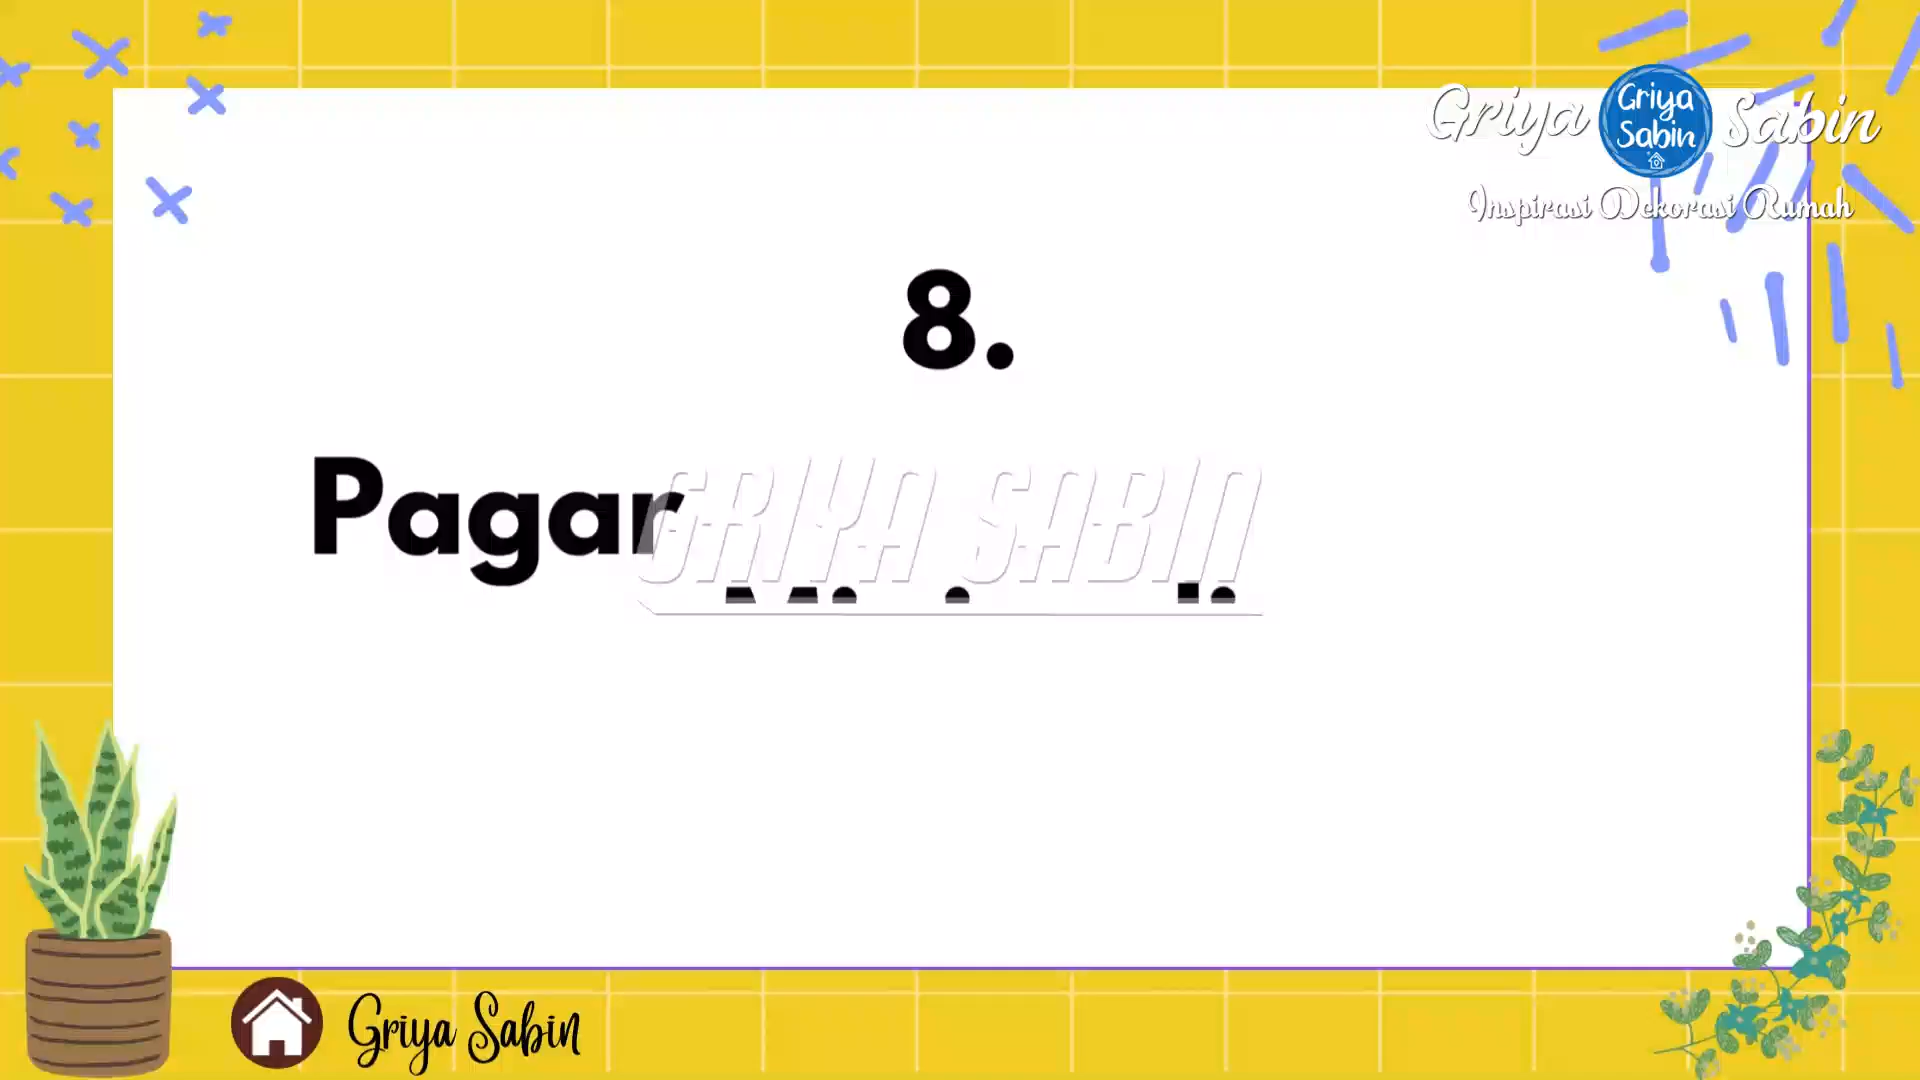 Griya Griya Sabin Sabin
Inspirasi Dekorasi Rumah
8.
Pagar
GRIYA SABIN
Griya Sabin